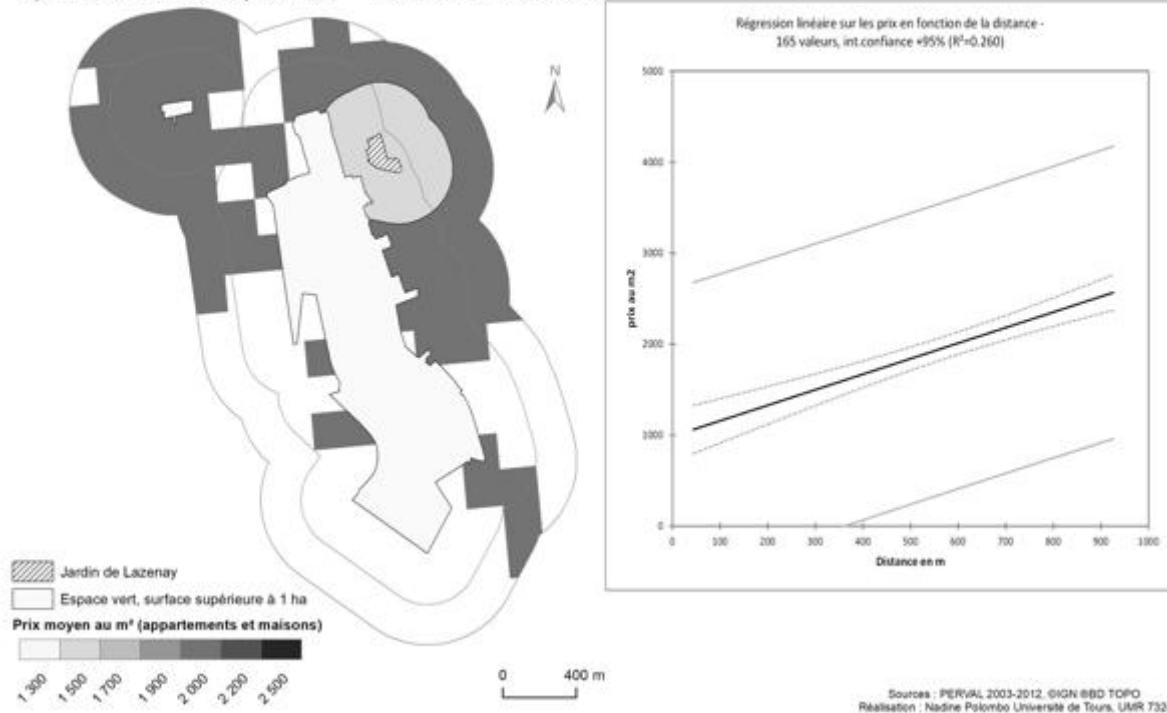 Régression linéaire sur les prix en fonction de la distance -
165 valeurs, int.confiance +95% (R²=0.260)
N
5000
4000
3000
2000
1000
0
prix au m2
0 100 200 300 400 500 600 700 800 900 1000
Distance en m
Jardin de Lazenay
Espace vert, surface supérieure à 1 ha
Prix moyen au m² (appartements et maisons)
1 300 1 500 1 700 1 900 2 000 2 200 2 500
0 400 m
Sources : PERVAL 2003-2012, ©IGN ®BD TOPO
Réalisation : Nadine Polombo Université de Tours, UMR 732